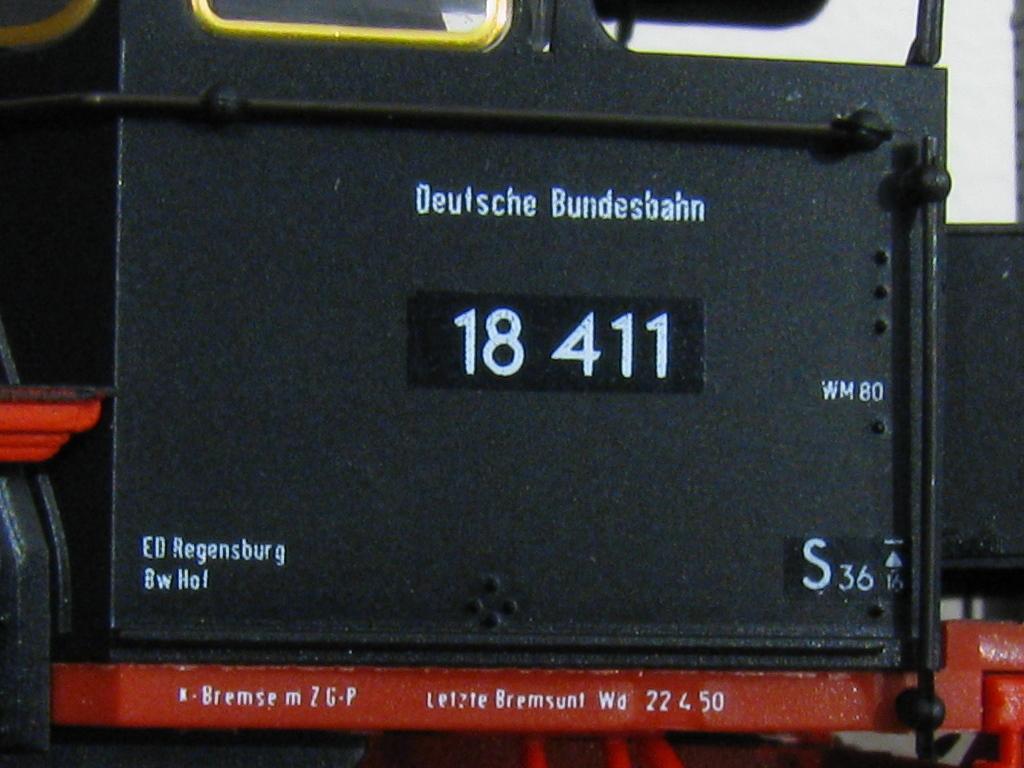 Deutsche Bundesbahn
18 411
WM 80
ED Regensburg
Bw Hof
S 36 16
K-Bremse m Z G-P
Letzte Bremsunt Wd 22 4 50